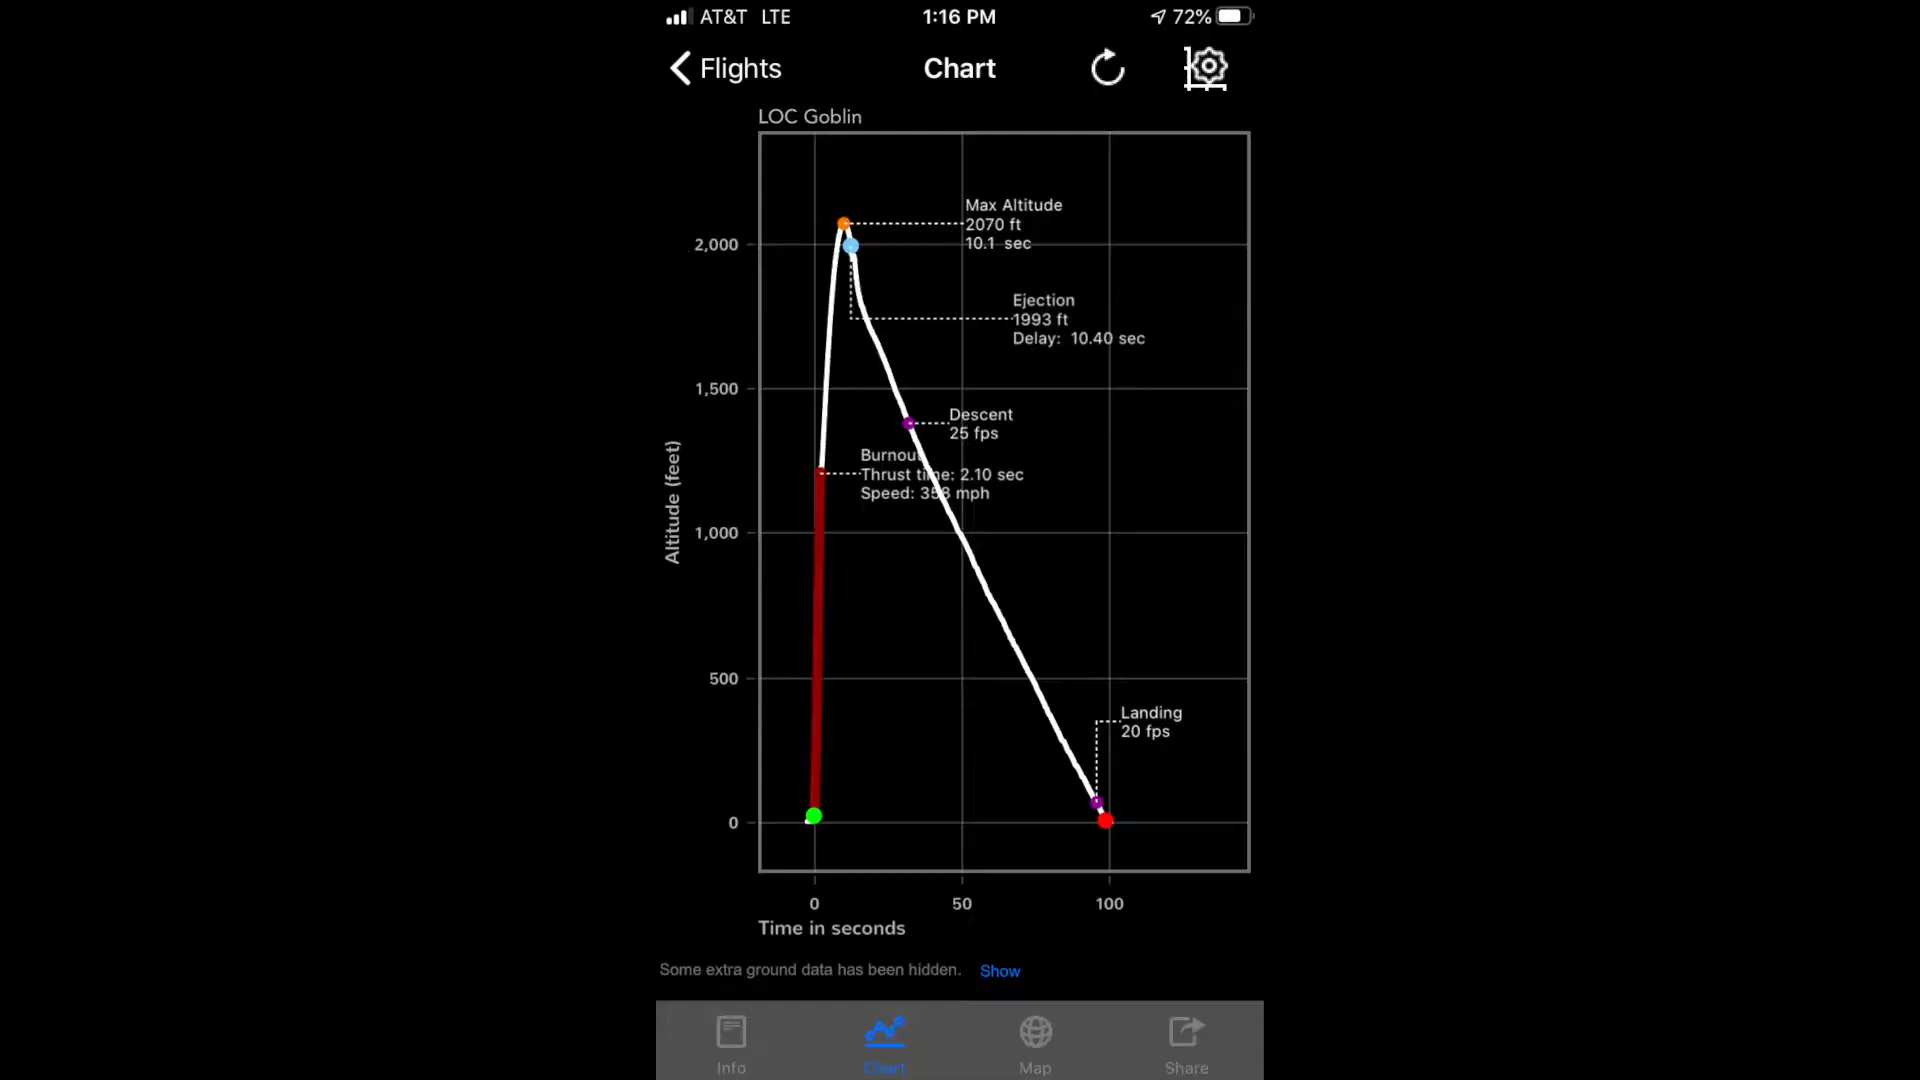 AT&T LTE 1:16 PM 72%
Flights Chart
LOC Goblin
Max Altitude
2070 ft
10.1 sec
2,000
Ejection
1993 ft
Delay: 10.40 sec
1,500
Descent
25 fps
Burnout
Thrust time: 2.10 sec
Speed: 358 mph
Altitude (feet)
1,000
500
Landing
20 fps
0
0 50 100
Time in seconds
Some extra ground data has been hidden. Show
Info Chart Map Share